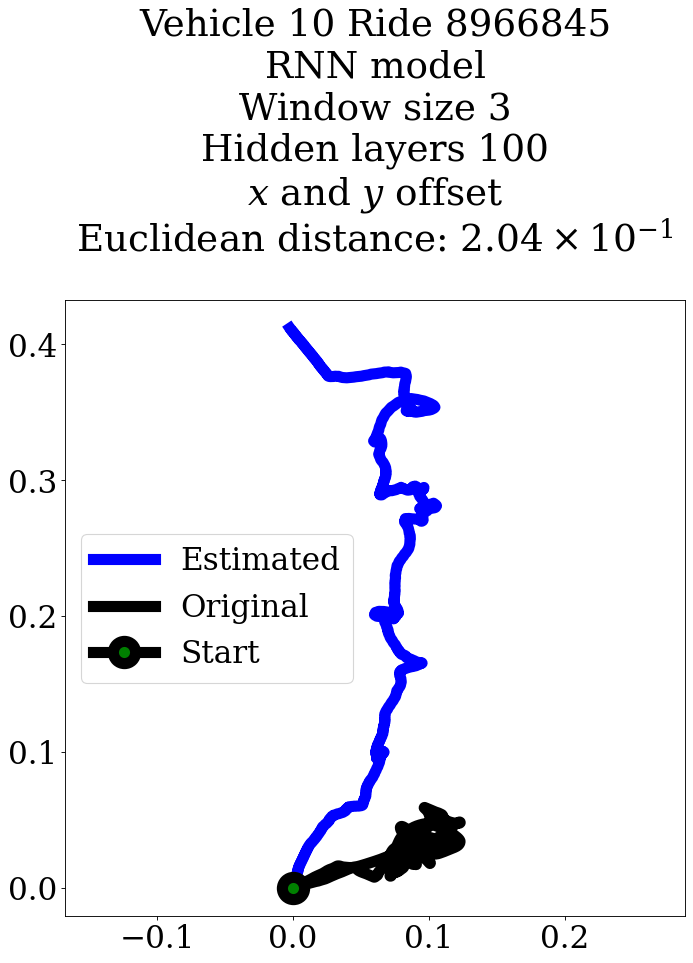 Vehicle 10 Ride 8966845
RNN model
Window size 3
Hidden layers 100
x and y offset
Euclidean distance: 2.04 × 10⁻¹
0.4
0.3
0.2
0.1
0.0
Estimated
Original
Start
−0.1
0.0
0.1
0.2